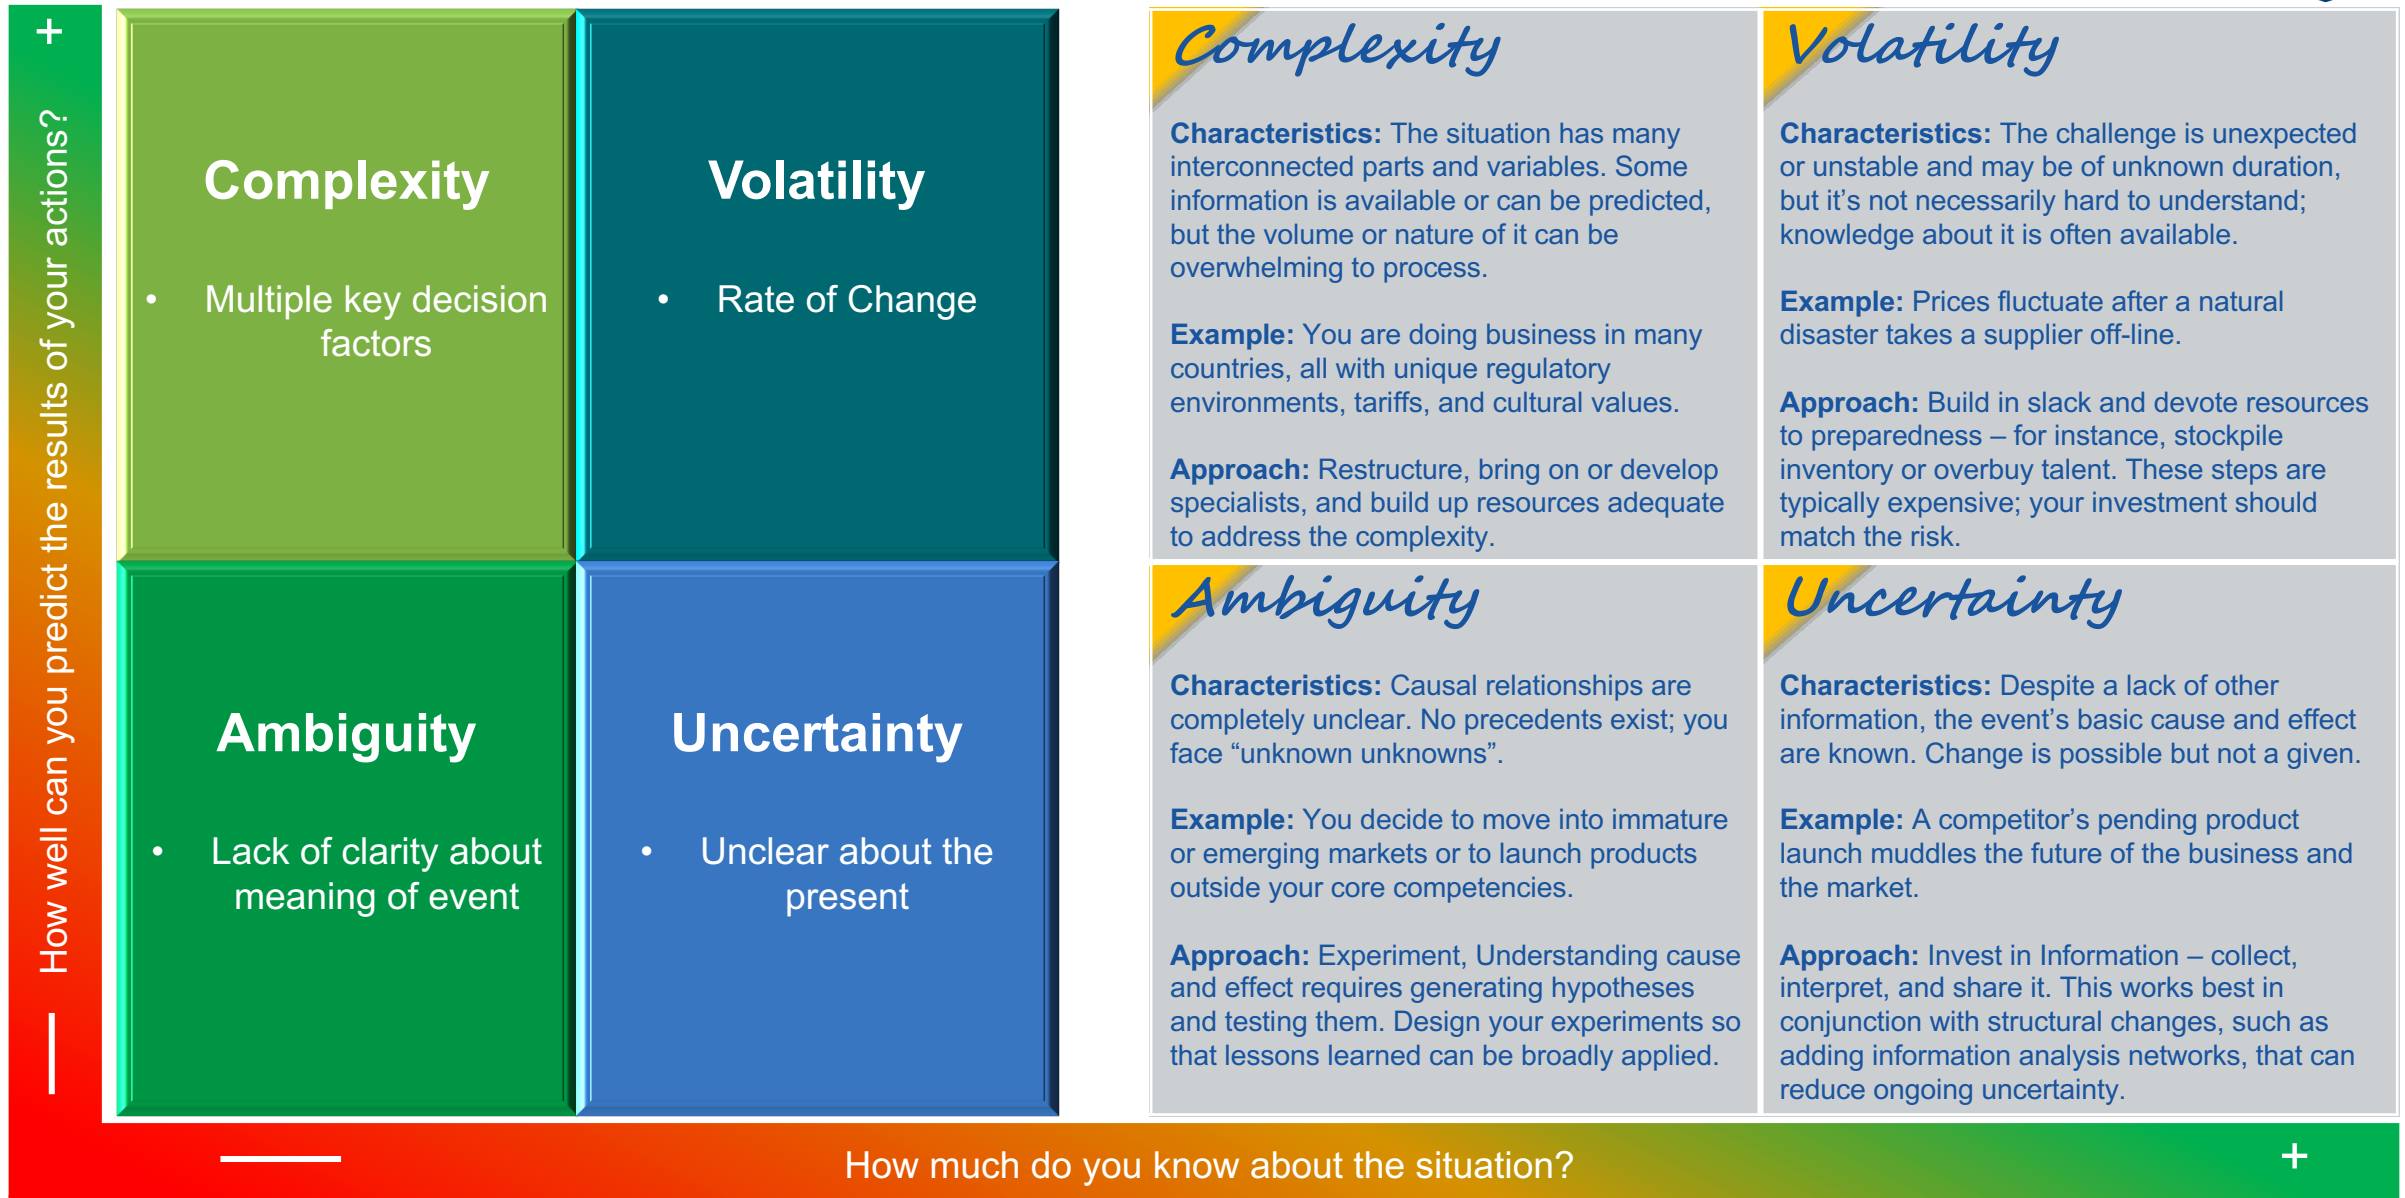 +
How well can you predict the results of your actions?
Complexity
• Multiple key decision
factors
Volatility
• Rate of Change
Ambiguity
• Lack of clarity about
meaning of event
Uncertainty
• Unclear about the
present
Complexity
Characteristics: The situation has many
interconnected parts and variables. Some
information is available or can be predicted,
but the volume or nature of it can be
overwhelming to process.
Example: You are doing business in many
countries, all with unique regulatory
environments, tariffs, and cultural values.
Approach: Restructure, bring on or develop
specialists, and build up resources adequate
to address the complexity.
Volatility
Characteristics: The challenge is unexpected
or unstable and may be of unknown duration,
but it’s not necessarily hard to understand;
knowledge about it is often available.
Example: Prices fluctuate after a natural
disaster takes a supplier off-line.
Approach: Build in slack and devote resources
to preparedness – for instance, stockpile
inventory or overbuy talent. These steps are
typically expensive; your investment should
match the risk.
Ambiguity
Characteristics: Causal relationships are
completely unclear. No precedents exist; you
face “unknown unknowns”.
Example: You decide to move into immature
or emerging markets or to launch products
outside your core competencies.
Approach: Experiment, Understanding cause
and effect requires generating hypotheses
and testing them. Design your experiments so
that lessons learned can be broadly applied.
Uncertainty
Characteristics: Despite a lack of other
information, the event’s basic cause and effect
are known. Change is possible but not a given.
Example: A competitor’s pending product
launch muddles the future of the business and
the market.
Approach: Invest in Information – collect,
interpret, and share it. This works best in
conjunction with structural changes, such as
adding information analysis networks, that can
reduce ongoing uncertainty.
How much do you know about the situation?
+